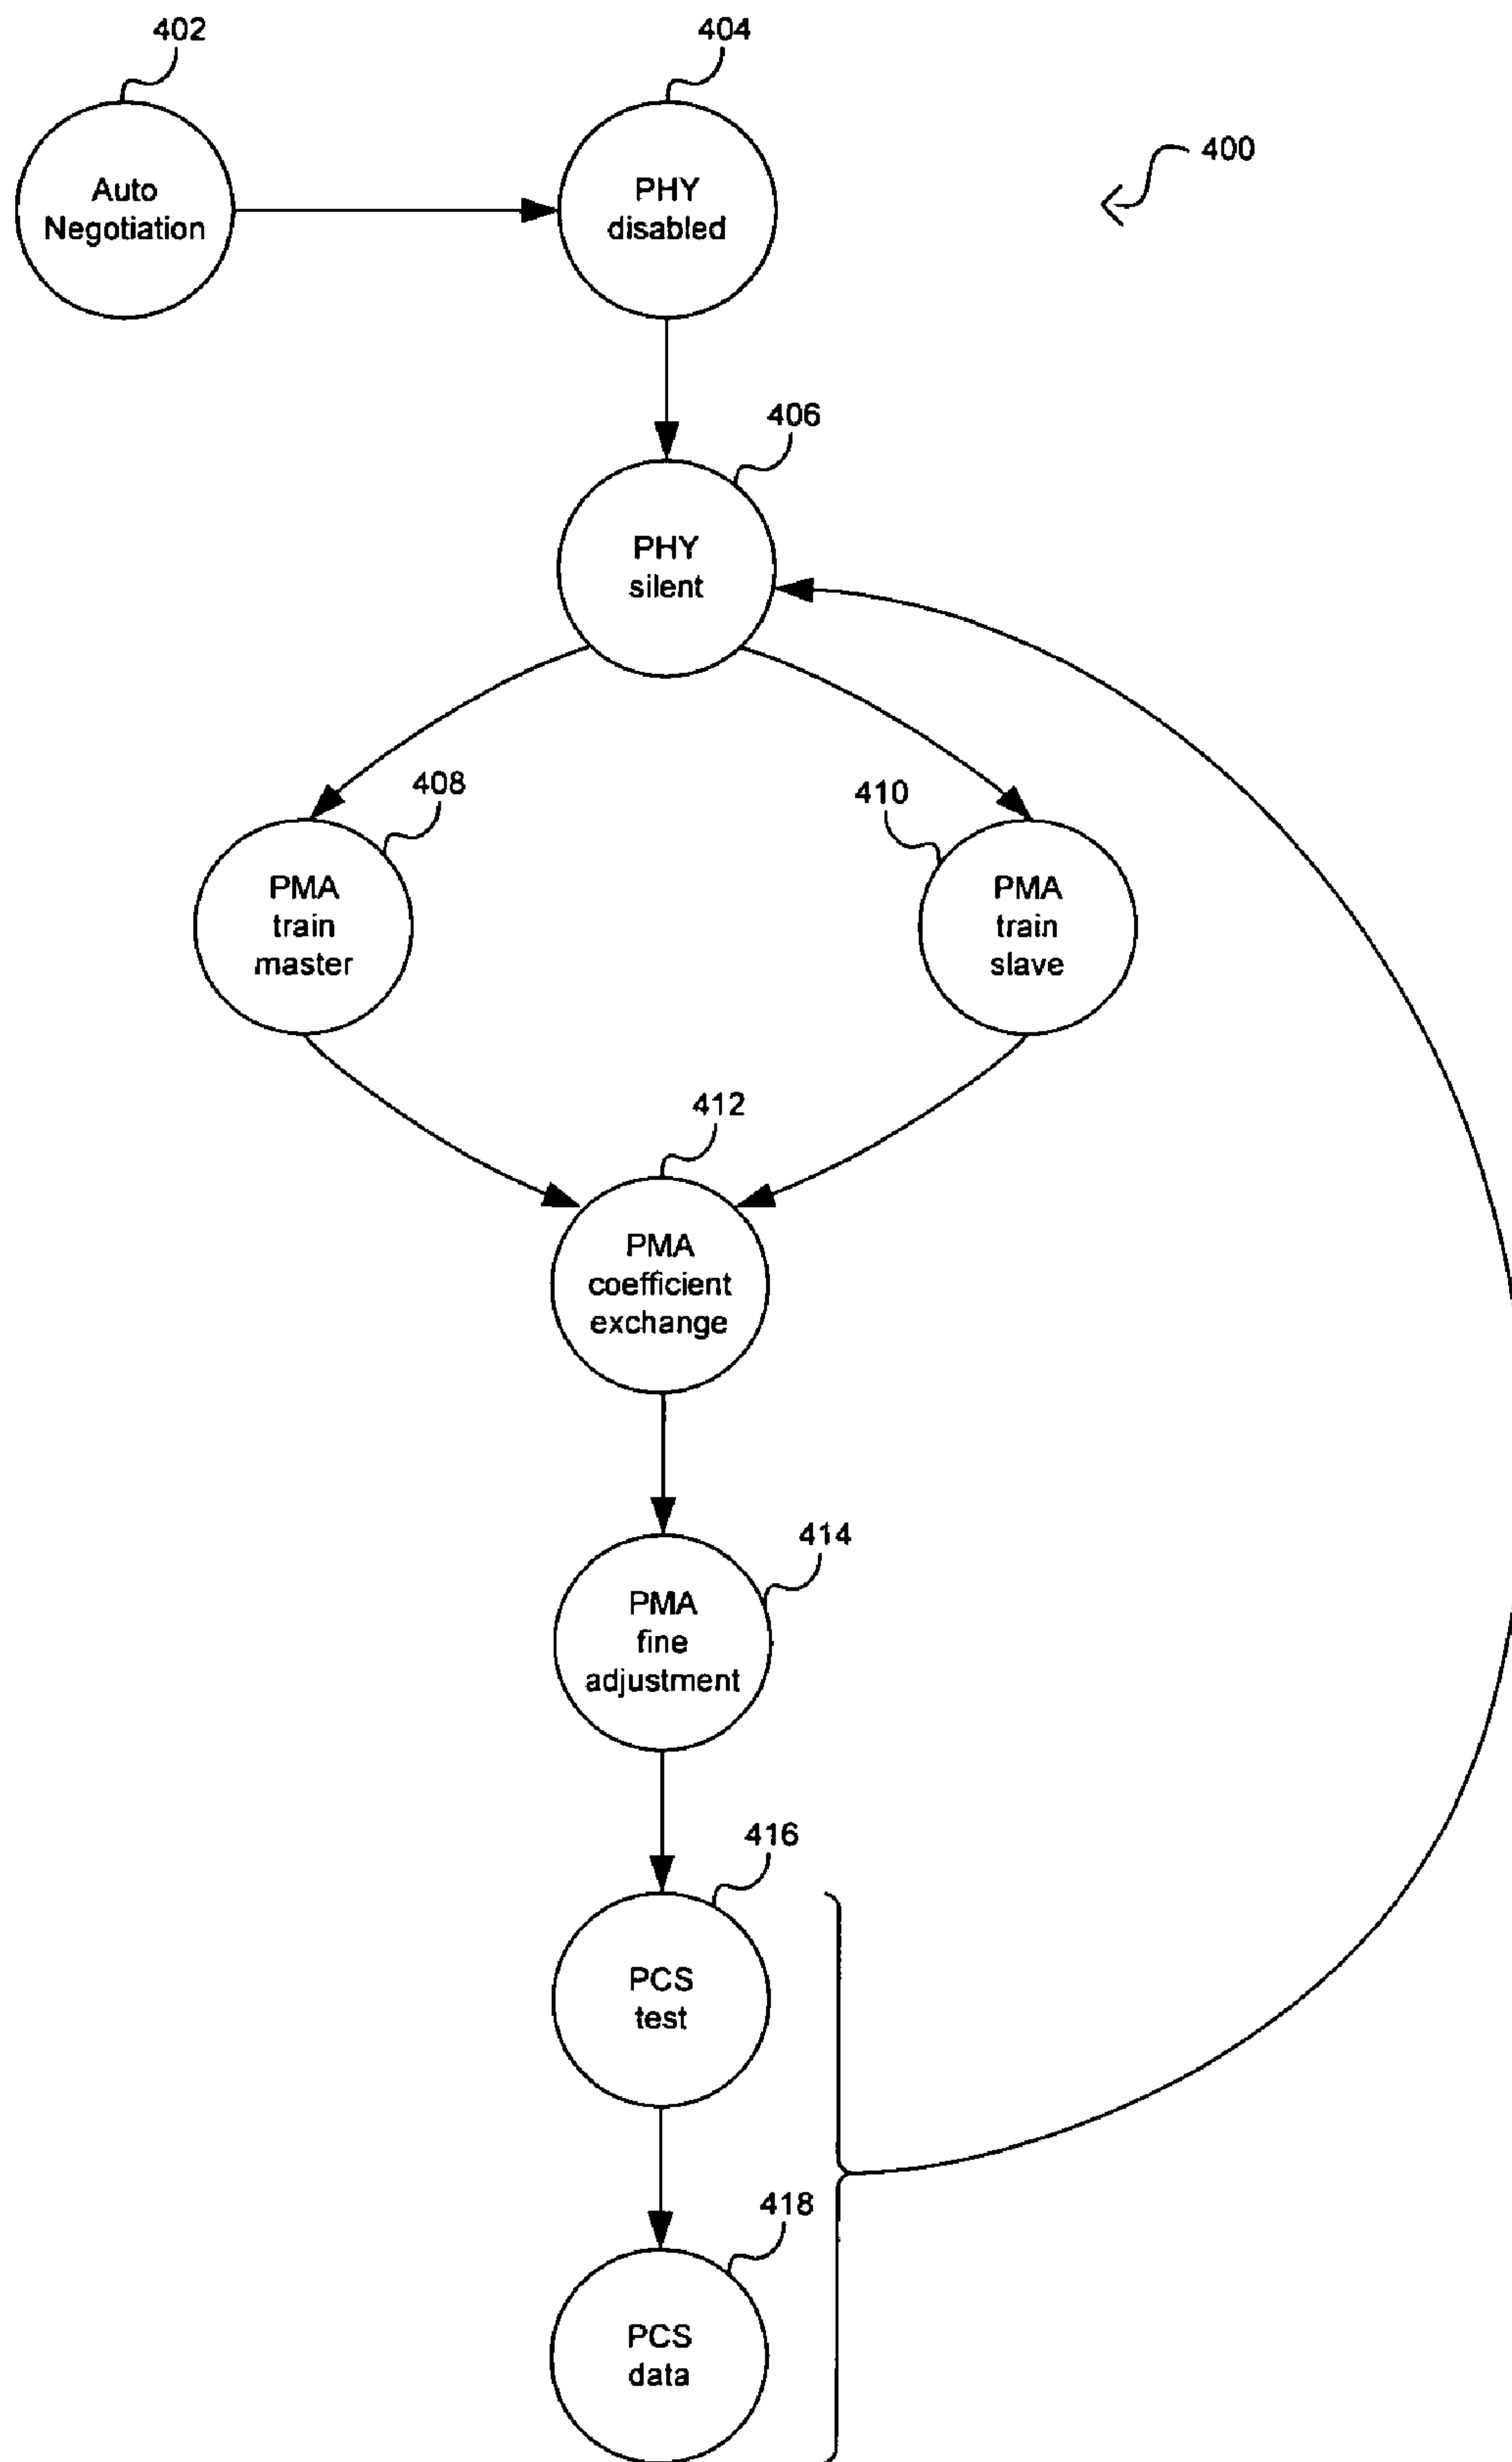 402
404
400
Auto
Negotiation
PHY
disabled
406
PHY
silent
408
410
PMA
train
master
PMA
train
slave
412
PMA
coefficient
exchange
414
PMA
fine
adjustment
416
PCS
test
418
PCS
data